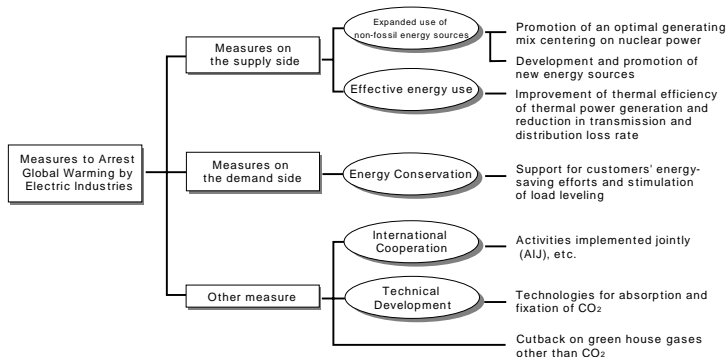 Measures to Arrest
Global Warming by
Electric Industries
Measures on
the supply side
Expanded use of
non-fossil energy sources
Promotion of an optimal generating
mix centering on nuclear power
Development and promotion of
new energy sources
Effective energy use
Improvement of thermal efficiency
of thermal power generation and
reduction in transmission and
distribution loss rate
Measures on
the demand side
Energy Conservation
Support for customers' energy-
saving efforts and stimulation
of load leveling
Other measure
International
Cooperation
Activities implemented jointly
(AIJ), etc.
Technical
Development
Technologies for absorption and
fixation of CO₂
Cutback on green house gases
other than CO₂